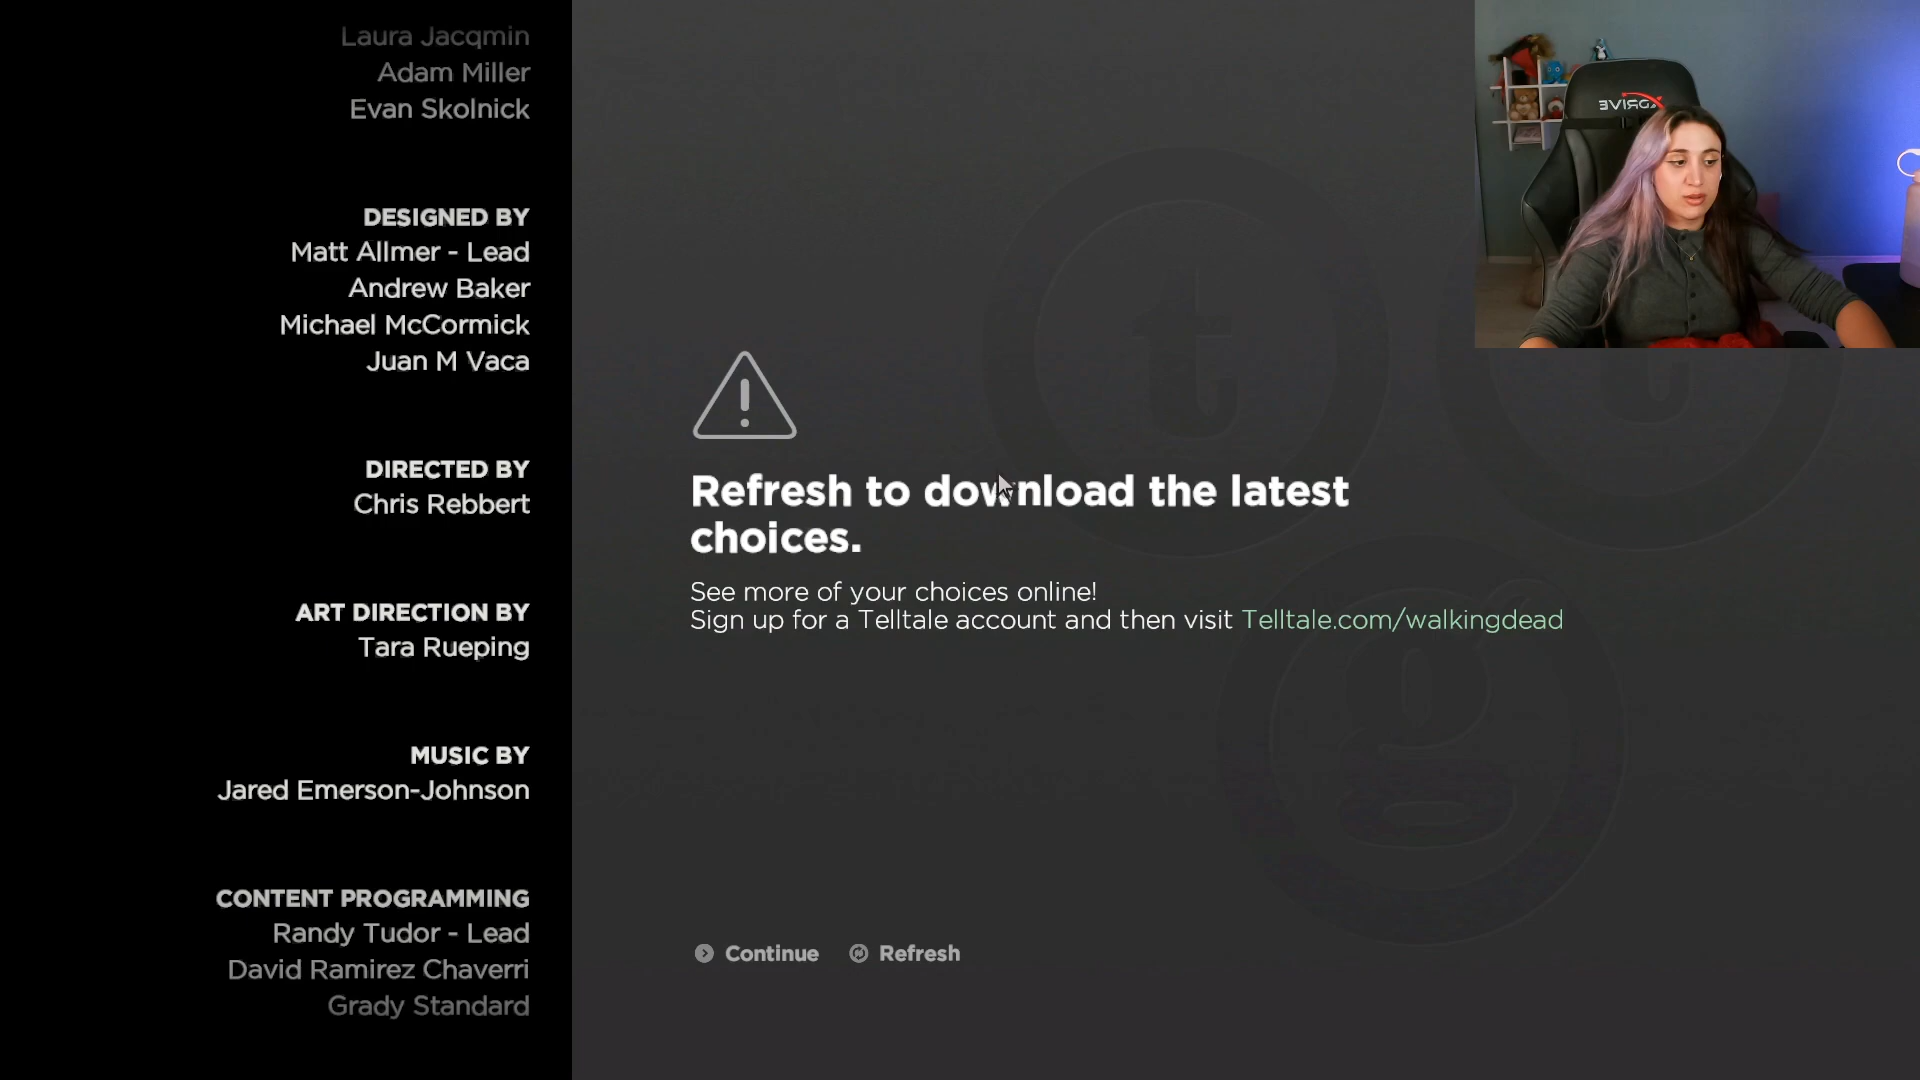 Laura Jacqmin
Adam Miller
Evan Skolnick
DESIGNED BY
Matt Allmer - Lead
Andrew Baker
Michael McCormick
Juan M Vaca
DIRECTED BY
Chris Rebbert
ART DIRECTION BY
Tara Rueping
MUSIC BY
Jared Emerson-Johnson
CONTENT PROGRAMMING
Randy Tudor - Lead
David Ramirez Chaverri
Grady Standard
Refresh to download the latest
choices.
See more of your choices online!
Sign up for a Telltale account and then visit Telltale.com/walkingdead
Continue
Refresh
t
t
g